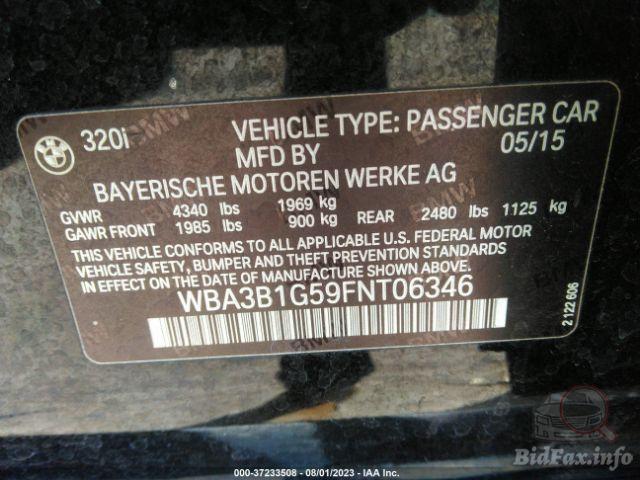 320i VEHICLE TYPE: PASSENGER CAR
MFD BY 05/15
BAYERISCHE MOTOREN WERKE AG
GVWR 4340 lbs 1969 kg
GAWR FRONT 1985 lbs 900 kg REAR 2480 lbs 1125 kg
THIS VEHICLE CONFORMS TO ALL APPLICABLE U.S. FEDERAL MOTOR
VEHICLE SAFETY, BUMPER AND THEFT PREVENTION STANDARDS
IN EFFECT ON THE DATE OF MANUFACTURE SHOWN ABOVE.
WBA3B1G59FNT06346
2 122 606
BidFax.info
000-37233508 - 08/01/2023 - IAA Inc.